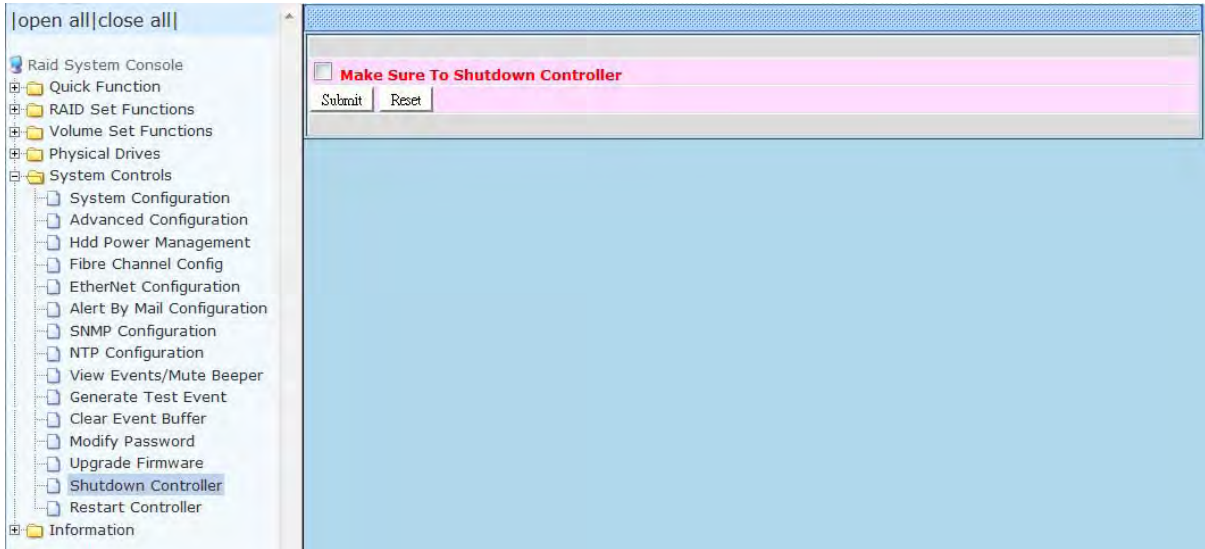 |open all|close all|
Raid System Console
Quick Function
RAID Set Functions
Volume Set Functions
Physical Drives
System Controls
System Configuration
Advanced Configuration
Hdd Power Management
Fibre Channel Config
EtherNet Configuration
Alert By Mail Configuration
SNMP Configuration
NTP Configuration
View Events/Mute Beeper
Generate Test Event
Clear Event Buffer
Modify Password
Upgrade Firmware
Shutdown Controller
Restart Controller
Information
Make Sure To Shutdown Controller
Submit Reset